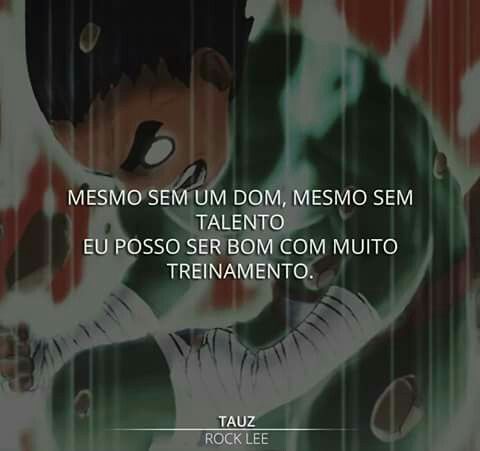 MESMO SEM UM DOM, MESMO SEM
TALENTO
EU POSSO SER BOM COM MUITO
TREINAMENTO.
TAUZ
ROCK LEE